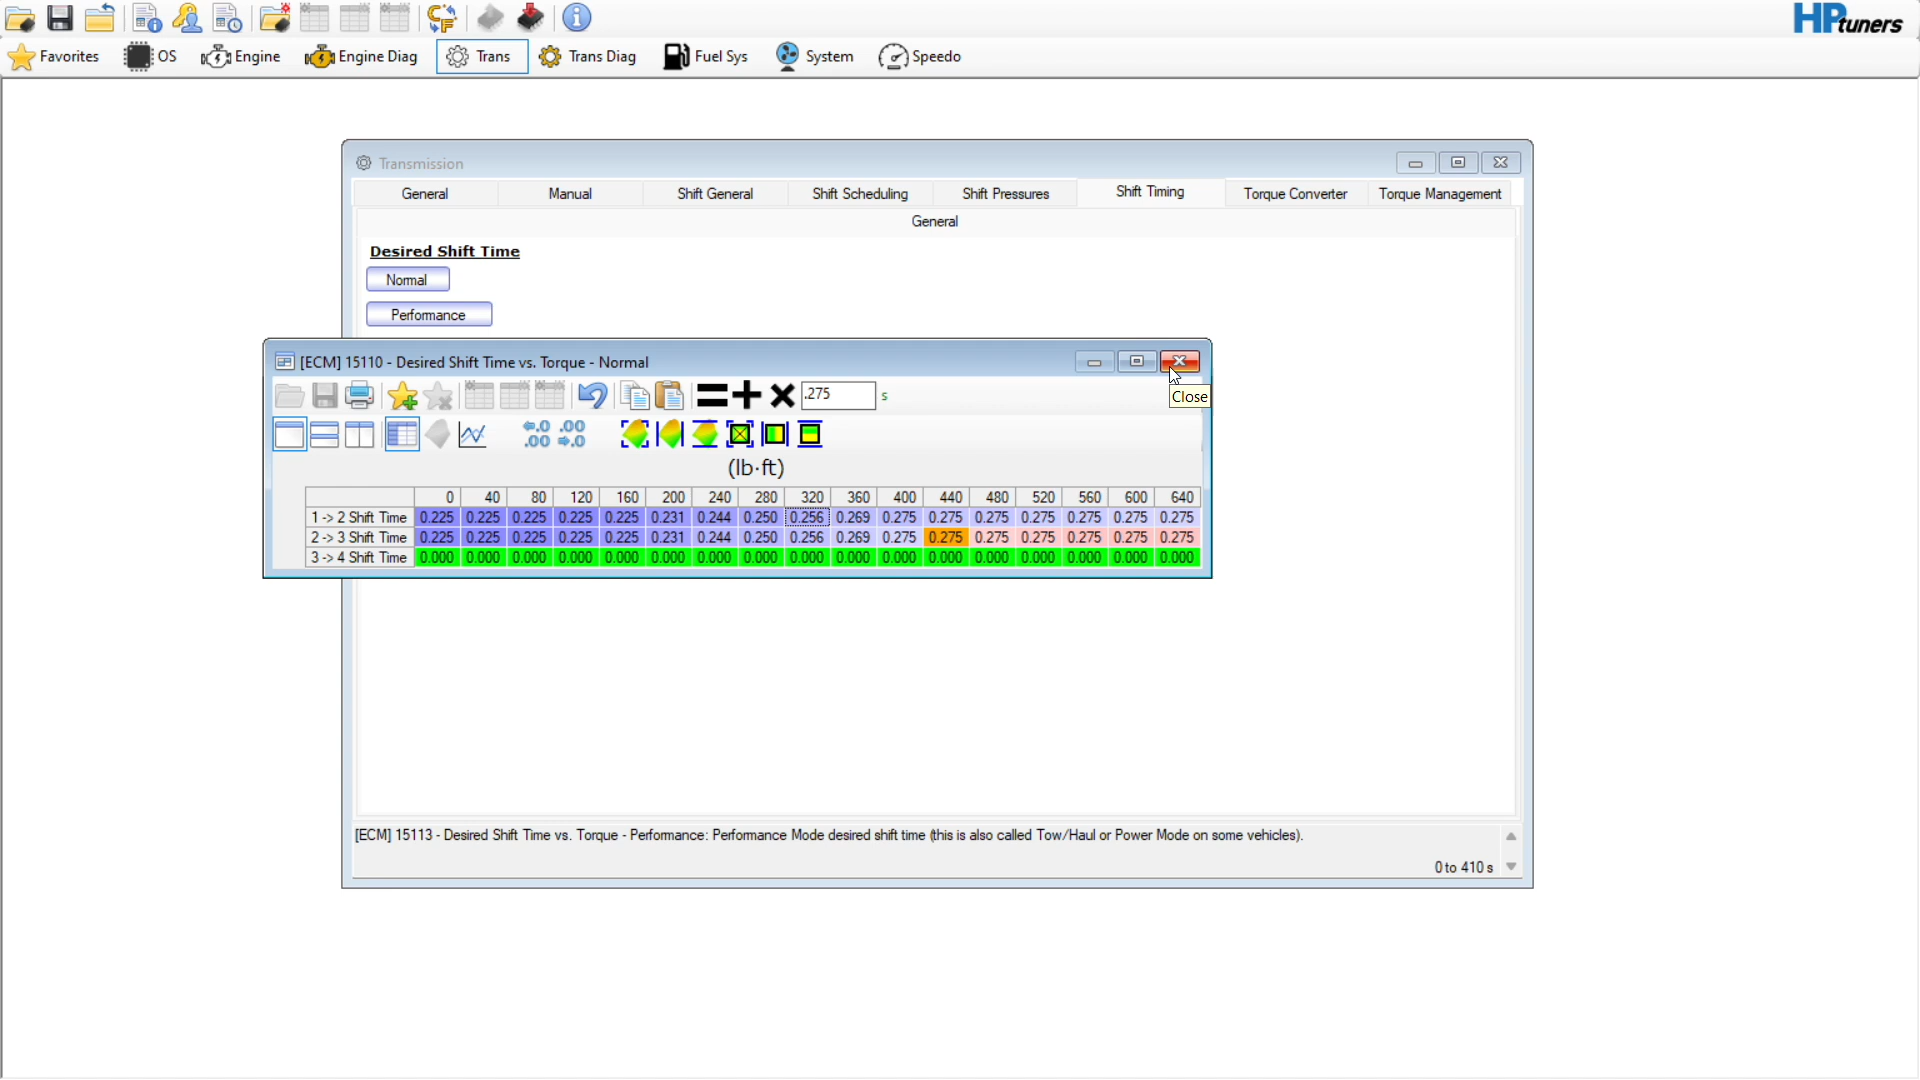 HPtuners
Favorites OS Engine Engine Diag Trans Trans Diag Fuel Sys System Speedo
Transmission
General Manual Shift General Shift Scheduling Shift Pressures Shift Timing Torque Converter Torque Management
General
Desired Shift Time
Normal
Performance
[ECM] 15110 - Desired Shift Time vs. Torque - Normal
.275 s
Close
(lb·ft)
0 40 80 120 160 200 240 280 320 360 400 440 480 520 560 600 640
1 -> 2 Shift Time 0.225 0.225 0.225 0.225 0.225 0.231 0.244 0.250 0.256 0.269 0.275 0.275 0.275 0.275 0.275 0.275 0.275
2 -> 3 Shift Time 0.225 0.225 0.225 0.225 0.225 0.231 0.244 0.250 0.256 0.269 0.275 0.275 0.275 0.275 0.275 0.275 0.275
3 -> 4 Shift Time 0.000 0.000 0.000 0.000 0.000 0.000 0.000 0.000 0.000 0.000 0.000 0.000 0.000 0.000 0.000 0.000 0.000
[ECM] 15113 - Desired Shift Time vs. Torque - Performance: Performance Mode desired shift time (this is also called Tow/Haul or Power Mode on some vehicles).
0 to 410 s